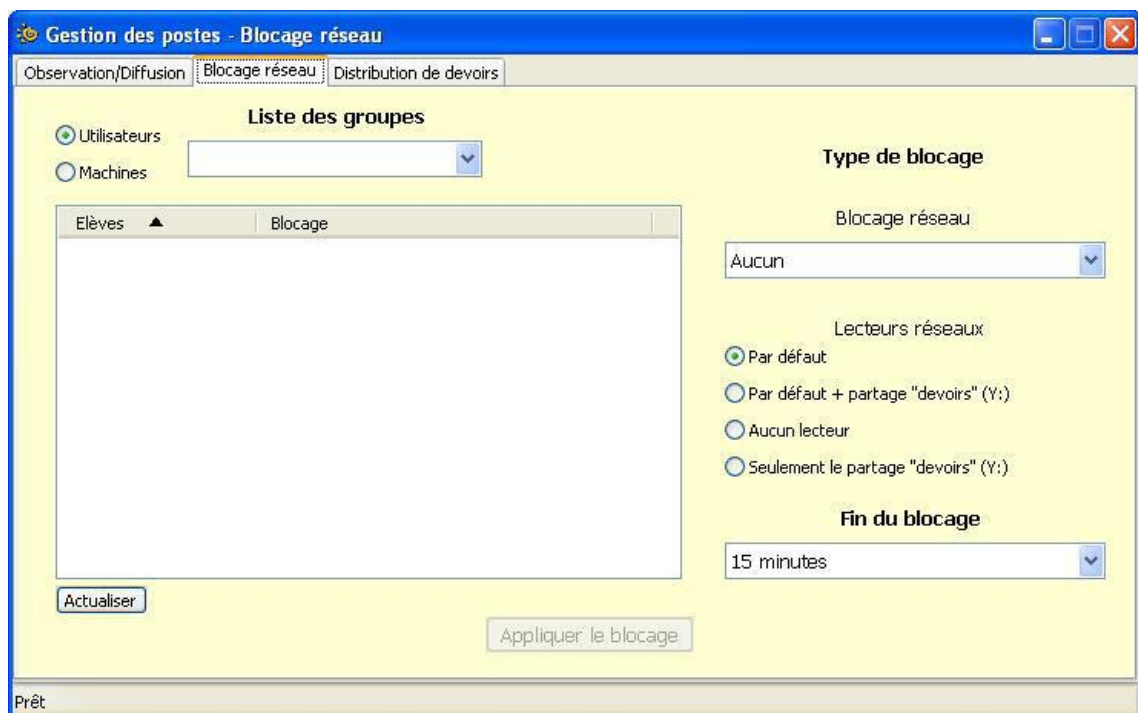 Gestion des postes - Blocage réseau
Observation/Diffusion Blocage réseau Distribution de devoirs
Liste des groupes
Utilisateurs
Machines
Elèves Blocage
Actualiser
Type de blocage
Blocage réseau
Aucun
Lecteurs réseaux
Par défaut
Par défaut + partage "devoirs" (Y:)
Aucun lecteur
Seulement le partage "devoirs" (Y:)
Fin du blocage
15 minutes
Appliquer le blocage
Prêt